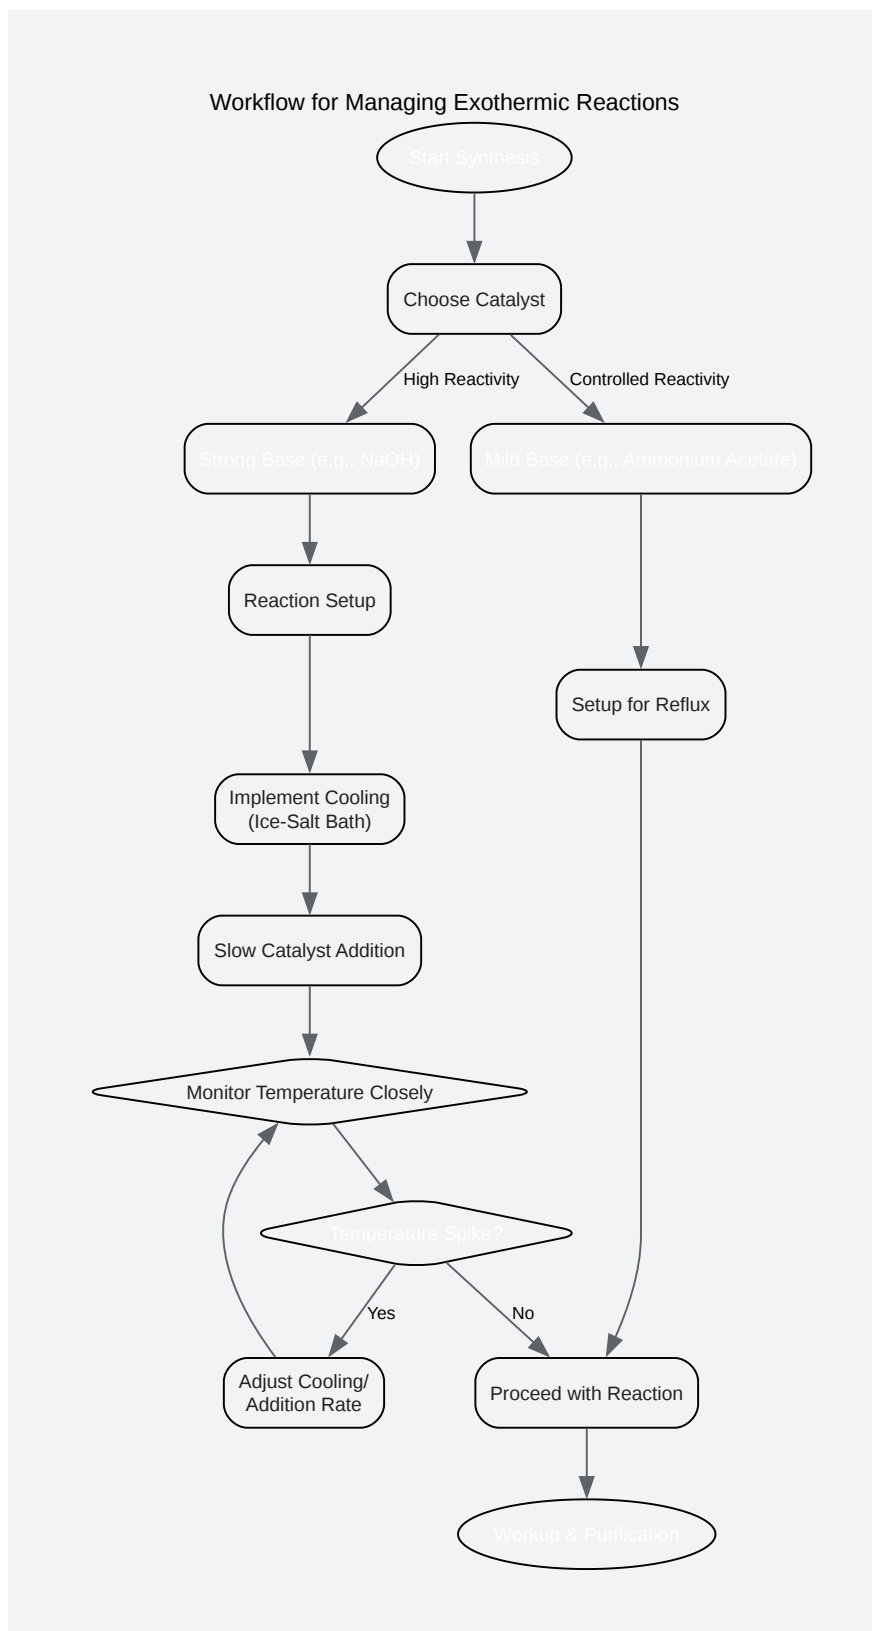 Workflow for Managing Exothermic Reactions
Start Synthesis
Choose Catalyst
High Reactivity
Controlled Reactivity
Strong Base (e.g., NaOH)
Mild Base (e.g., Ammonium Acetate)
Reaction Setup
Setup for Reflux
Implement Cooling
(Ice-Salt Bath)
Slow Catalyst Addition
Monitor Temperature Closely
Temperature Spike?
Yes
No
Adjust Cooling/
Addition Rate
Proceed with Reaction
Workup & Purification